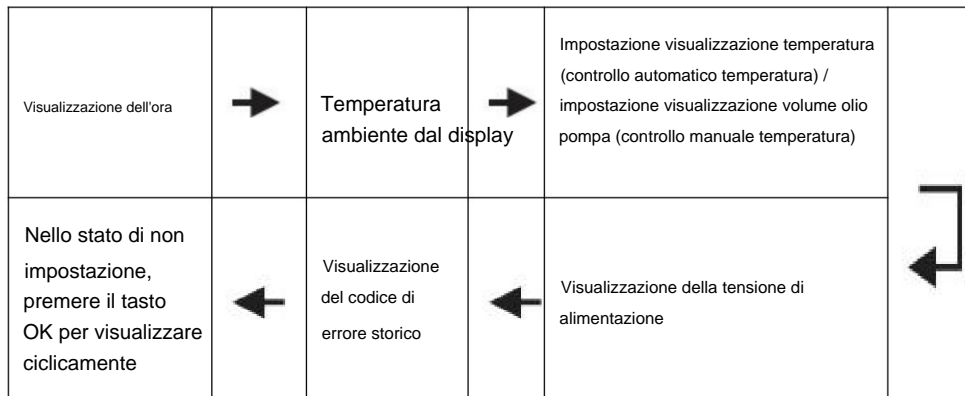 Visualizzazione dell'ora
Temperatura
ambiente dal display
Impostazione visualizzazione temperatura
(controllo automatico temperatura) /
impostazione visualizzazione volume olio
pompa (controllo manuale temperatura)
Nello stato di non
impostazione,
premere il tasto
OK per visualizzare
ciclicamente
Visualizzazione
del codice di
errore storico
Visualizzazione della tensione di
alimentazione